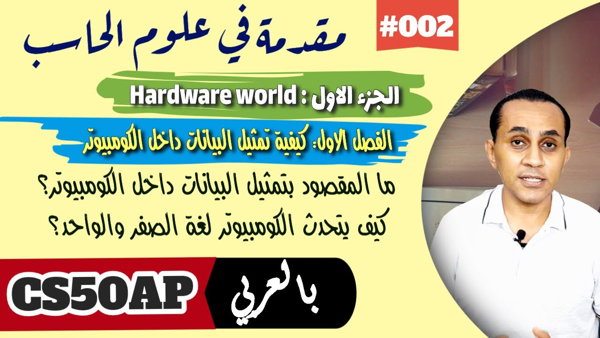 #002
مقدمة في علوم الحاسب
الجزء الاول : Hardware world
الفصل الاول: كيفية تمثيل البيانات داخل الكومبيوتر
ما المقصود بتمثيل البيانات داخل الكومبيوتر؟
كيف يتحدث الكومبيوتر لغة الصفر والواحد؟
CS50AP بالعربي